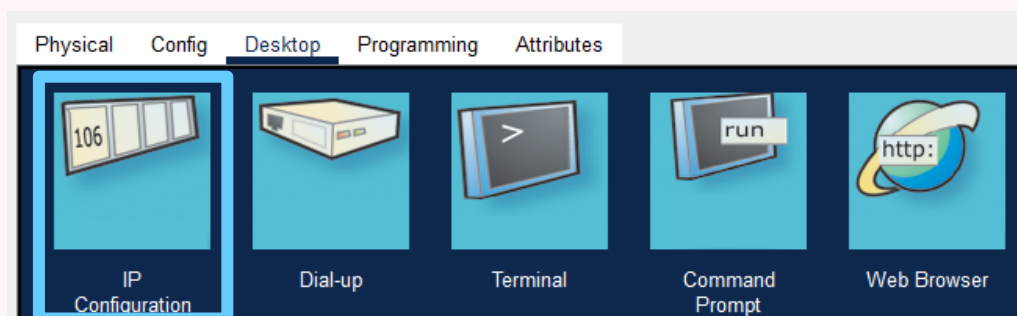 Physical Config Desktop Programming Attributes
106
>
run
http:
IP
Configuration
Dial-up
Terminal
Command
Prompt
Web Browser